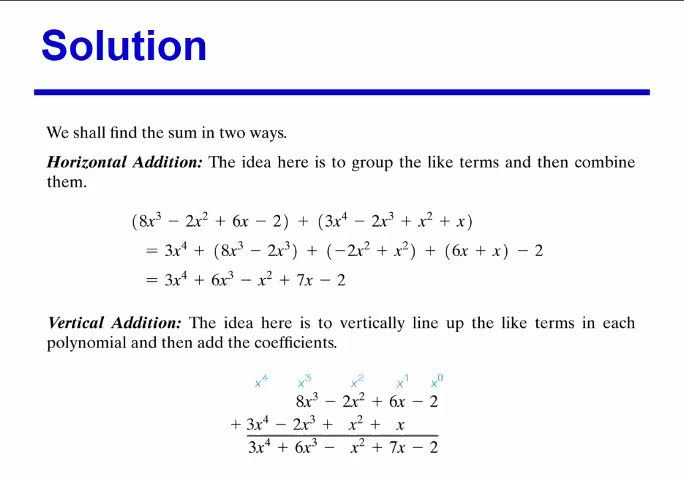 Solution
We shall find the sum in two ways.
Horizontal Addition: The idea here is to group the like terms and then combine
them.
(8x³ − 2x² + 6x − 2) + (3x⁴ − 2x³ + x² + x)
= 3x⁴ + (8x³ − 2x³) + (−2x² + x²) + (6x + x) − 2
= 3x⁴ + 6x³ − x² + 7x − 2
Vertical Addition: The idea here is to vertically line up the like terms in each
polynomial and then add the coefficients.
x⁴ x³ x² x¹ x⁰
8x³ − 2x² + 6x − 2
+ 3x⁴ − 2x³ + x² + x
3x⁴ + 6x³ − x² + 7x − 2